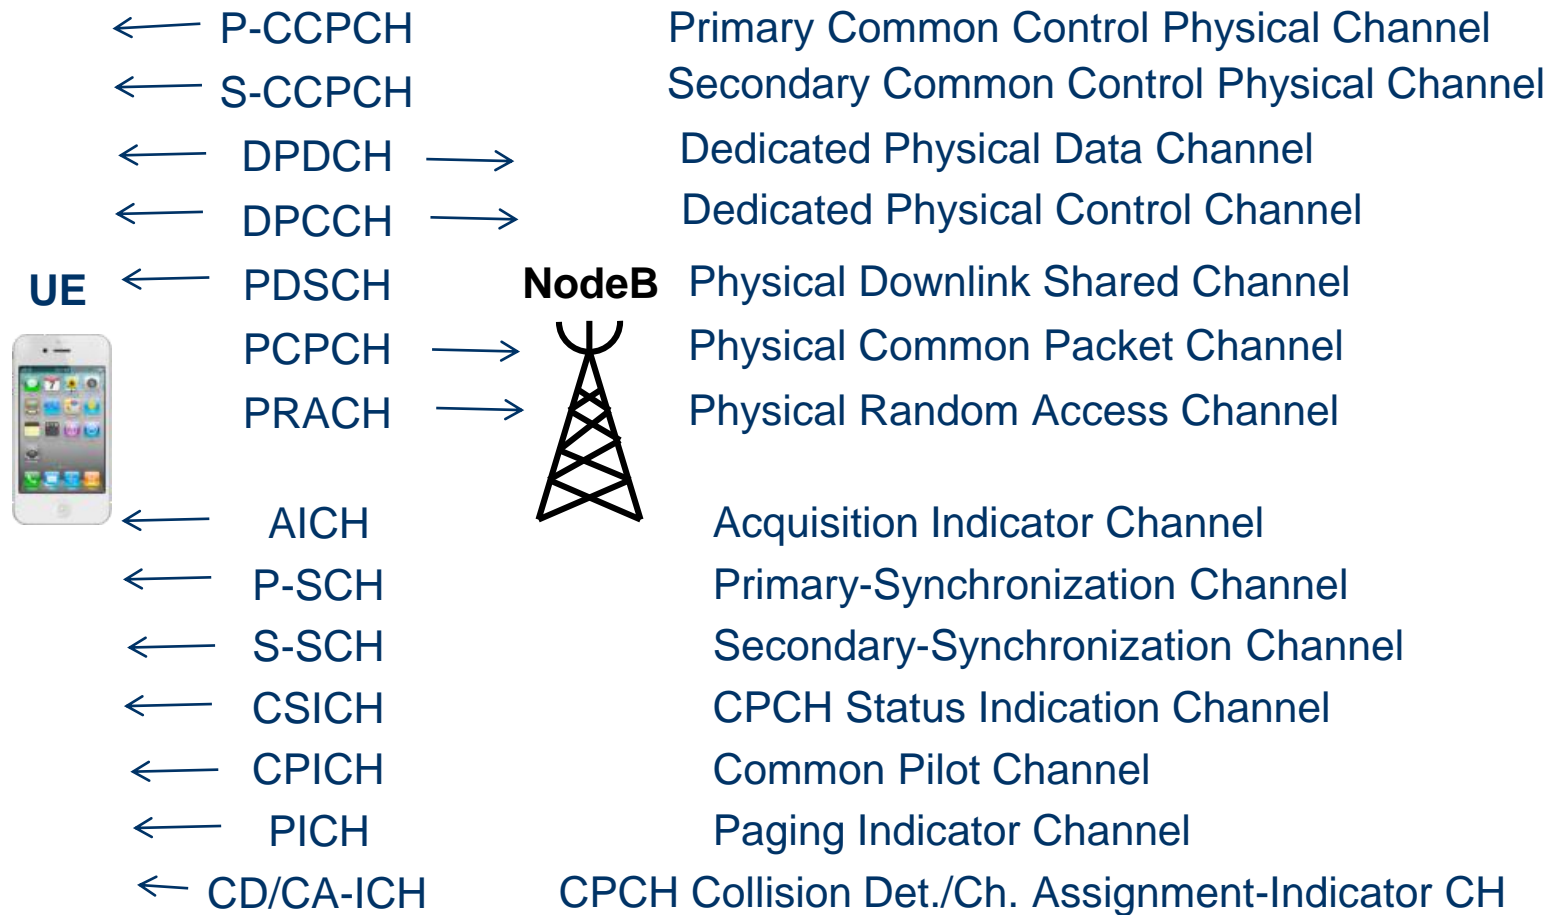 P-CCPCH Primary Common Control Physical Channel
S-CCPCH Secondary Common Control Physical Channel
DPDCH Dedicated Physical Data Channel
DPCCH Dedicated Physical Control Channel
UE PDSCH NodeB Physical Downlink Shared Channel
PCPCH Physical Common Packet Channel
PRACH Physical Random Access Channel
AICH Acquisition Indicator Channel
P-SCH Primary-Synchronization Channel
S-SCH Secondary-Synchronization Channel
CSICH CPCH Status Indication Channel
CPICH Common Pilot Channel
PICH Paging Indicator Channel
CD/CA-ICH CPCH Collision Det./Ch. Assignment-Indicator CH